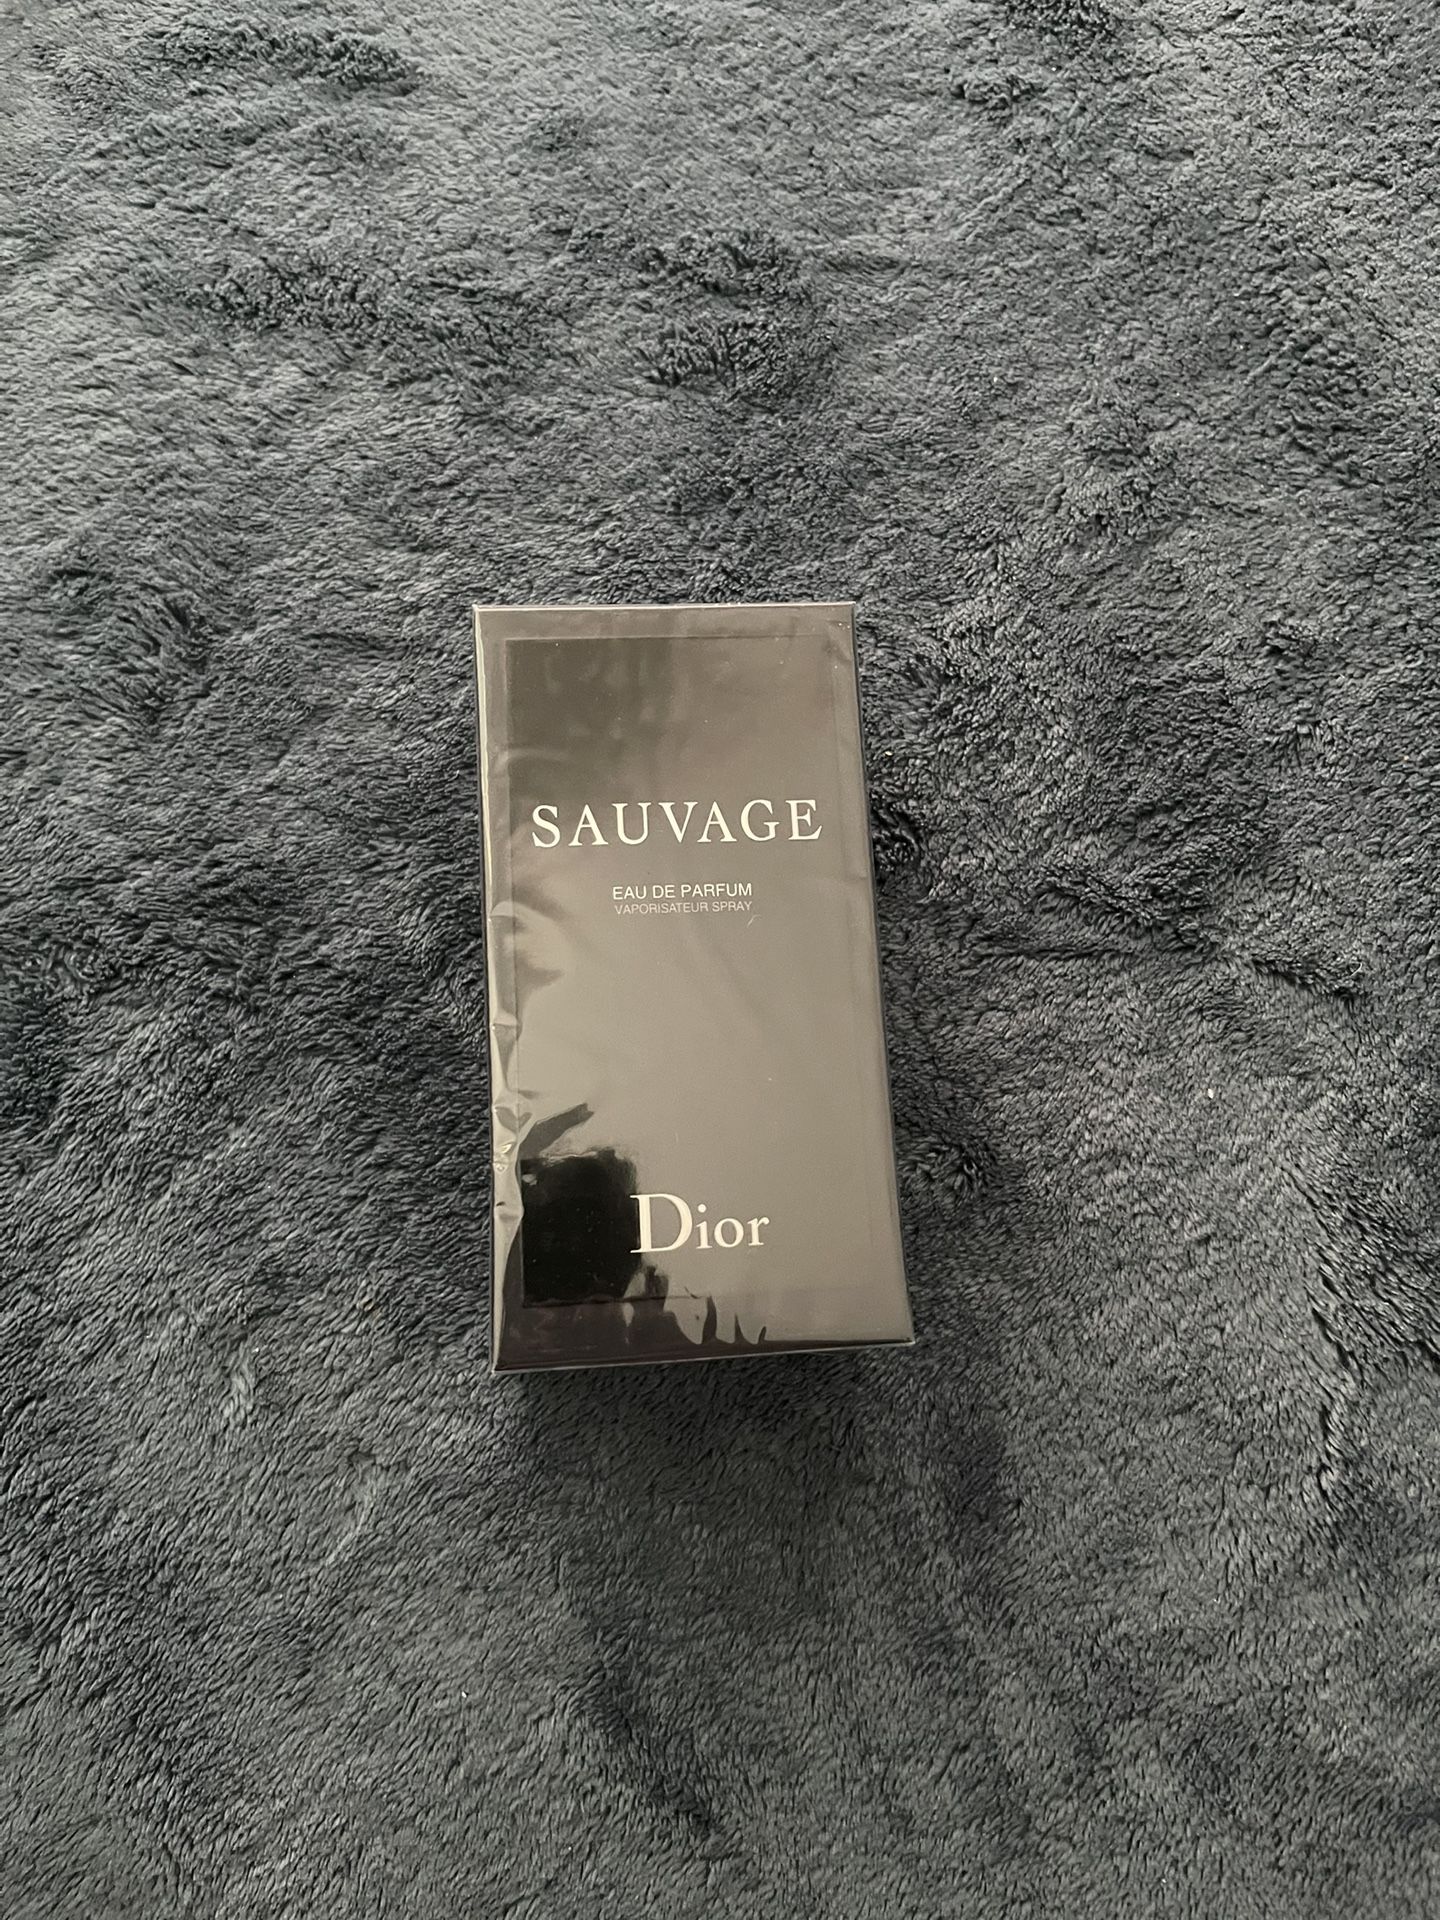 SAUVAGE
EAU DE PARFUM
VAPORISATEUR SPRAY
Dior